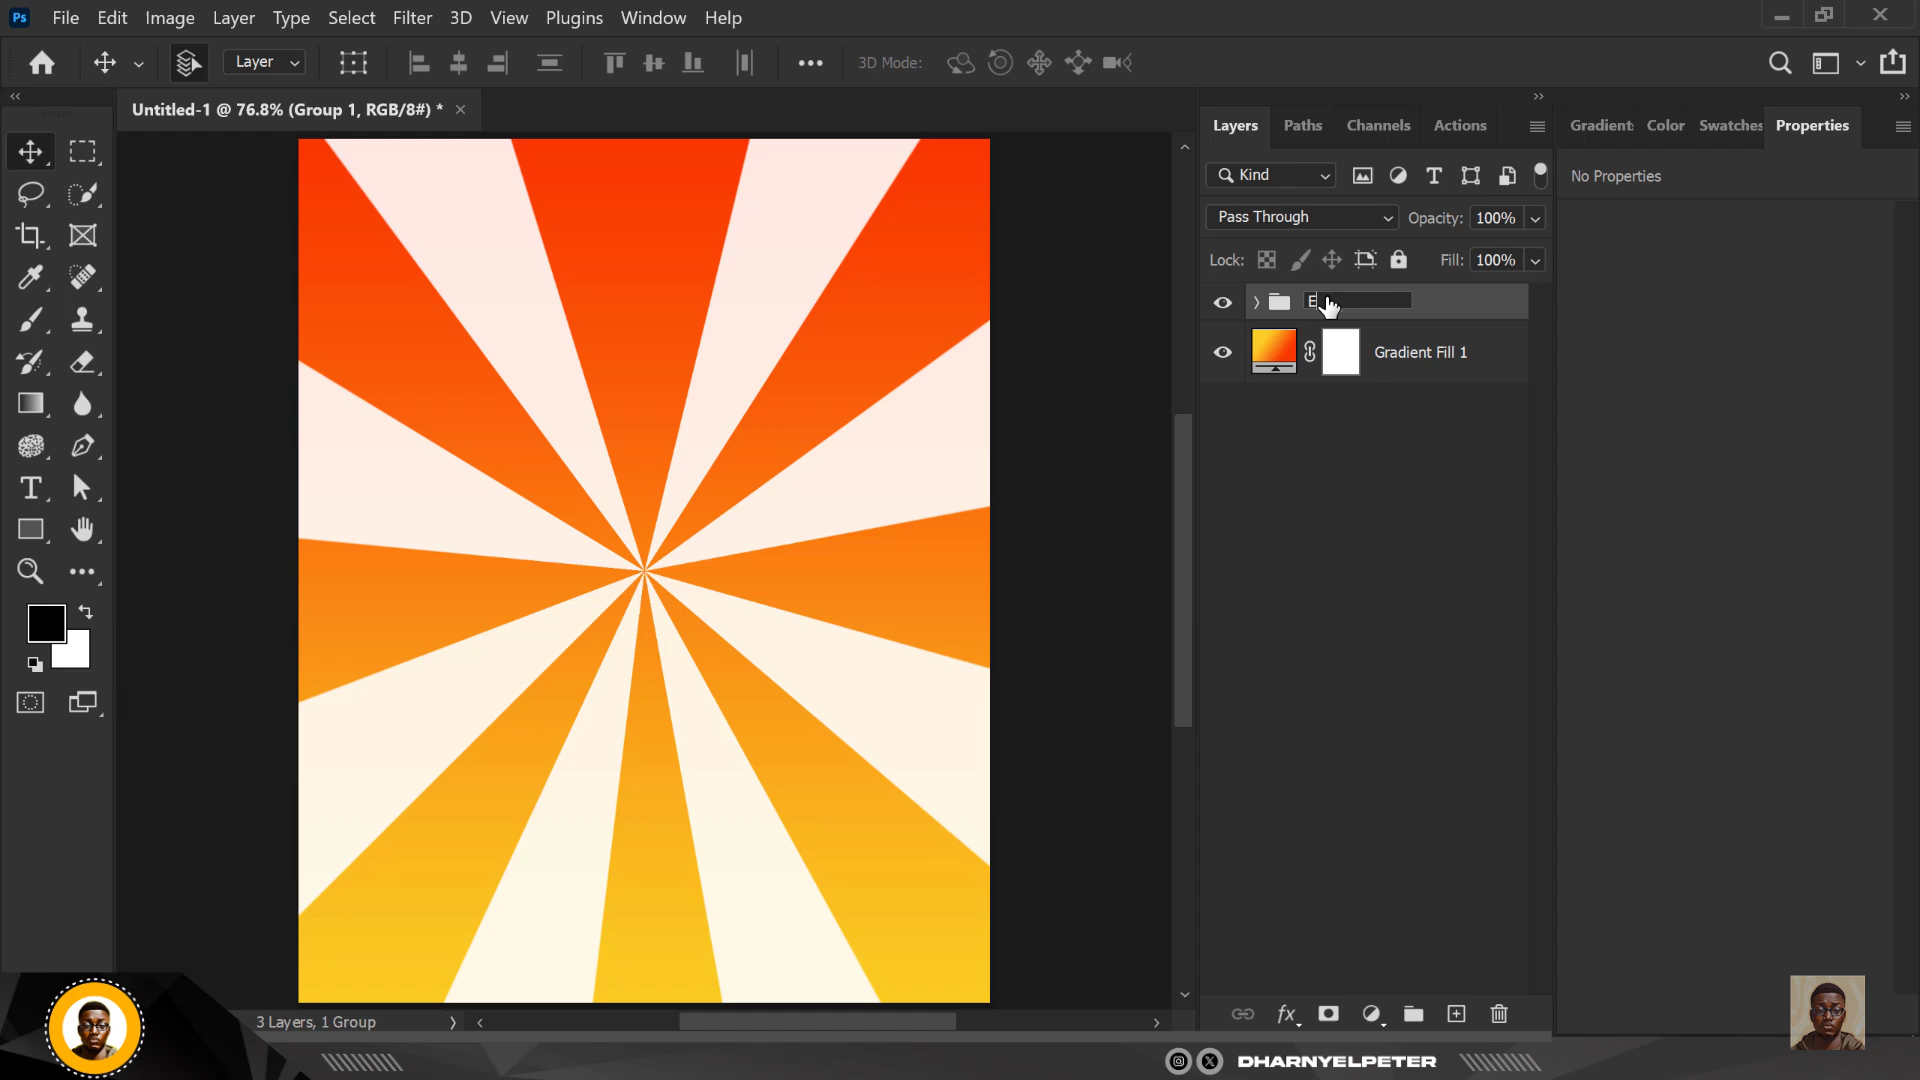 Ps File Edit Image Layer Type Select Filter 3D View Plugins Window Help
Layer 3D Mode:
Untitled-1 @ 76.8% (Group 1, RGB/8#) *
Layers Paths Channels Actions
Gradient Color Swatches Properties
Kind
No Properties
Pass Through Opacity: 100%
Lock: Fill: 100%
E
Gradient Fill 1
T
fx
3 Layers, 1 Group
DHARNYELPETER